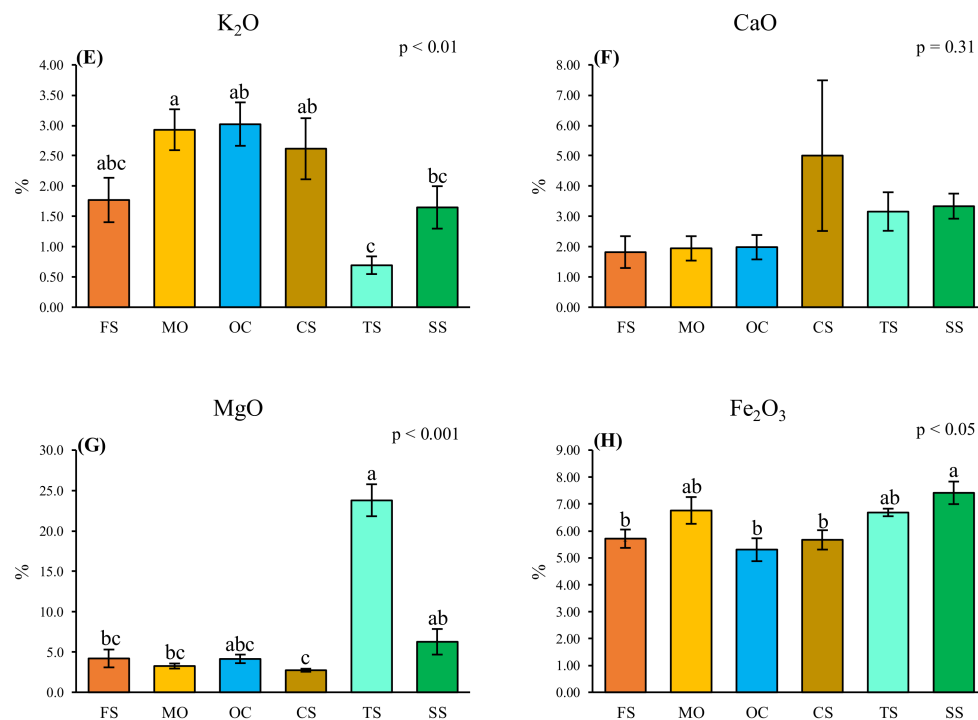 K₂O
(E)
p < 0.01
4.00
3.50
3.00
2.50
2.00
1.50
1.00
0.50
0.00
%
abc
a
ab
ab
c
bc
FS MO OC CS TS SS
CaO
(F)
p = 0.31
8.00
7.00
6.00
5.00
4.00
3.00
2.00
1.00
0.00
%
FS MO OC CS TS SS
MgO
(G)
p < 0.001
30.0
25.0
20.0
15.0
10.0
5.0
0.0
%
bc
bc
abc
c
a
ab
FS MO OC CS TS SS
Fe₂O₃
(H)
p < 0.05
9.00
8.00
7.00
6.00
5.00
4.00
3.00
2.00
1.00
0.00
%
b
ab
b
b
ab
a
FS MO OC CS TS SS